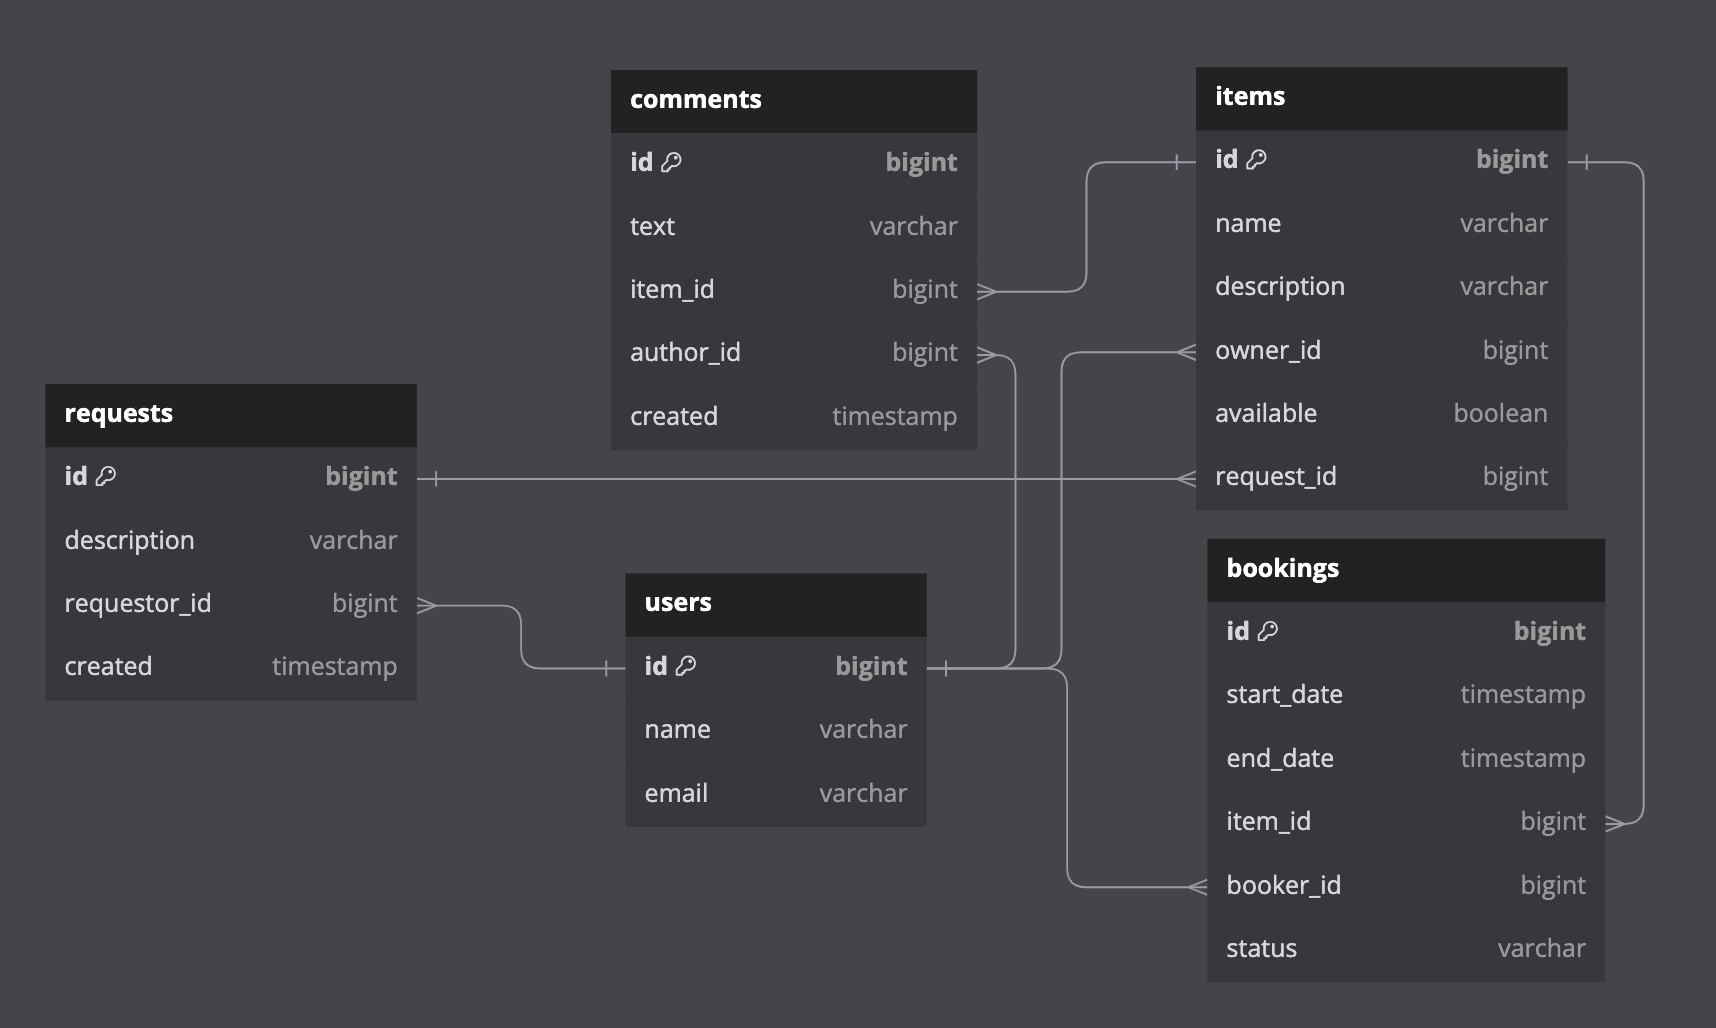 comments
id bigint
text varchar
item_id bigint
author_id bigint
created timestamp
items
id bigint
name varchar
description varchar
owner_id bigint
available boolean
request_id bigint
requests
id bigint
description varchar
requestor_id bigint
created timestamp
users
id bigint
name varchar
email varchar
bookings
id bigint
start_date timestamp
end_date timestamp
item_id bigint
booker_id bigint
status varchar